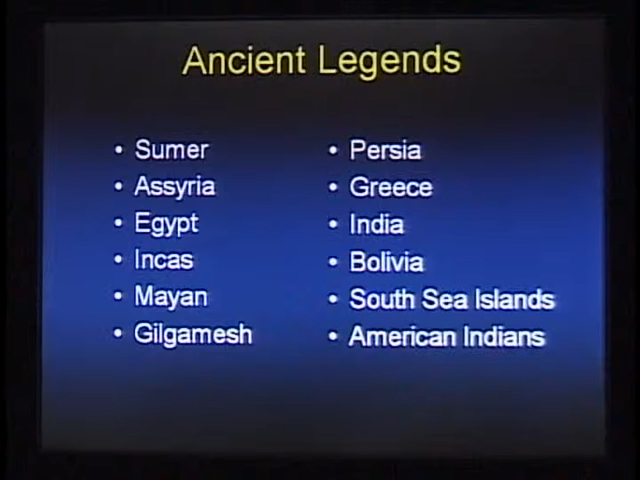 Ancient Legends
• Sumer
• Assyria
• Egypt
• Incas
• Mayan
• Gilgamesh
• Persia
• Greece
• India
• Bolivia
• South Sea Islands
• American Indians